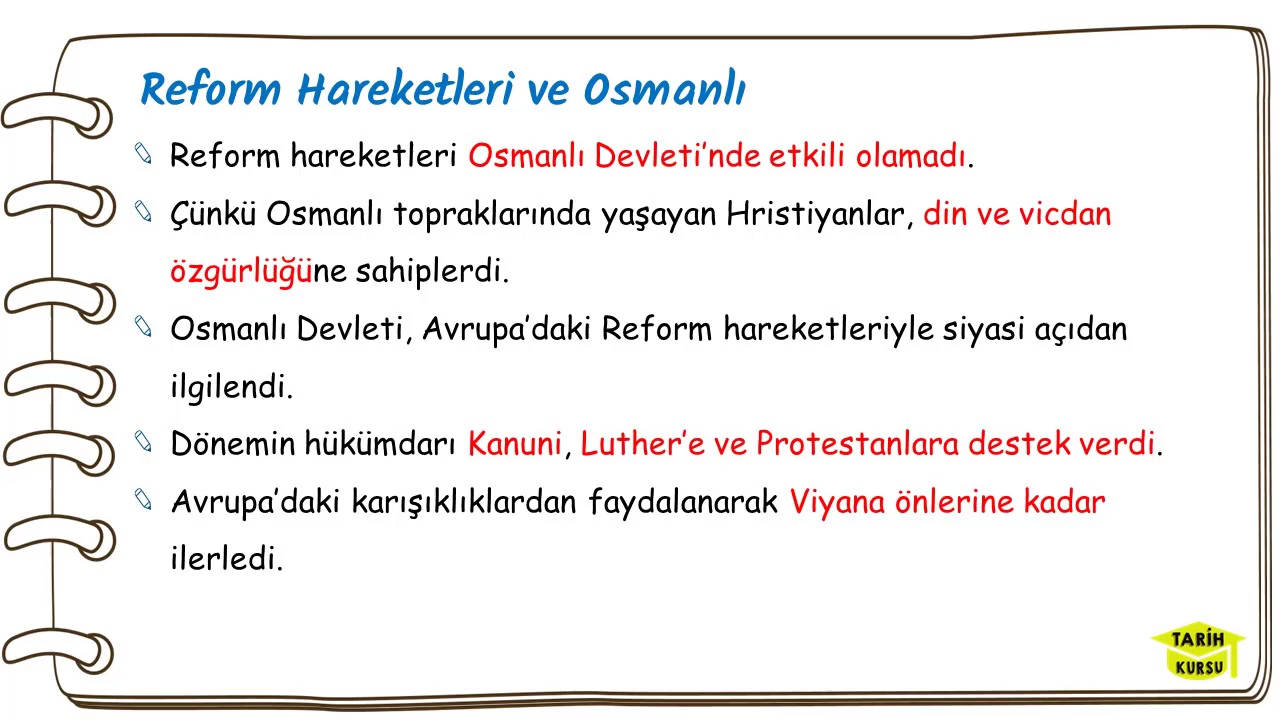 Reform Hareketleri ve Osmanlı
Reform hareketleri Osmanlı Devleti’nde etkili olamadı.
Çünkü Osmanlı topraklarında yaşayan Hristiyanlar, din ve vicdan
özgürlüğüne sahiplerdi.
Osmanlı Devleti, Avrupa’daki Reform hareketleriyle siyasi açıdan
ilgilendi.
Dönemin hükümdarı Kanuni, Luther’e ve Protestanlara destek verdi.
Avrupa’daki karışıklıklardan faydalanarak Viyana önlerine kadar
ilerledi.
TARİH
KURSU